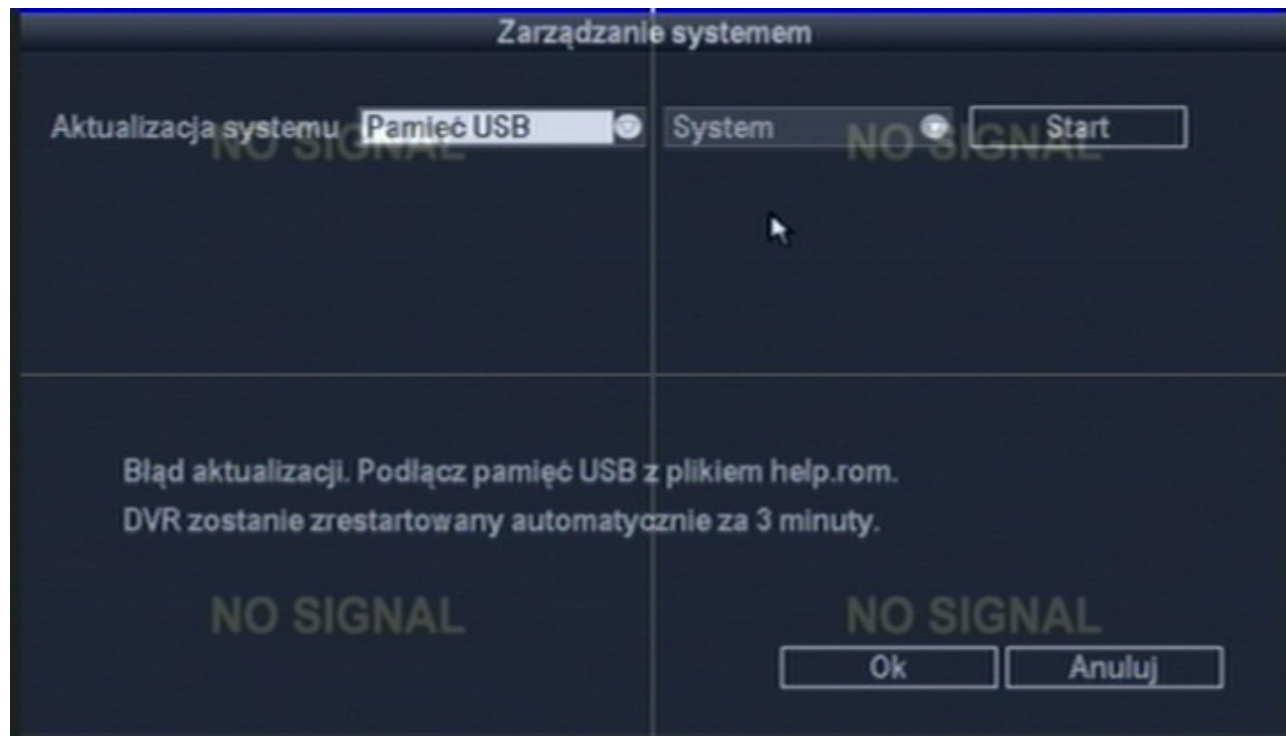 Zarządzanie systemem
Aktualizacja systemu Pamięć USB System Start
NO SIGNAL NO SIGNAL
Błąd aktualizacji. Podłącz pamięć USB z plikiem help.rom.
DVR zostanie zrestartowany automatycznie za 3 minuty.
NO SIGNAL NO SIGNAL
Ok Anuluj